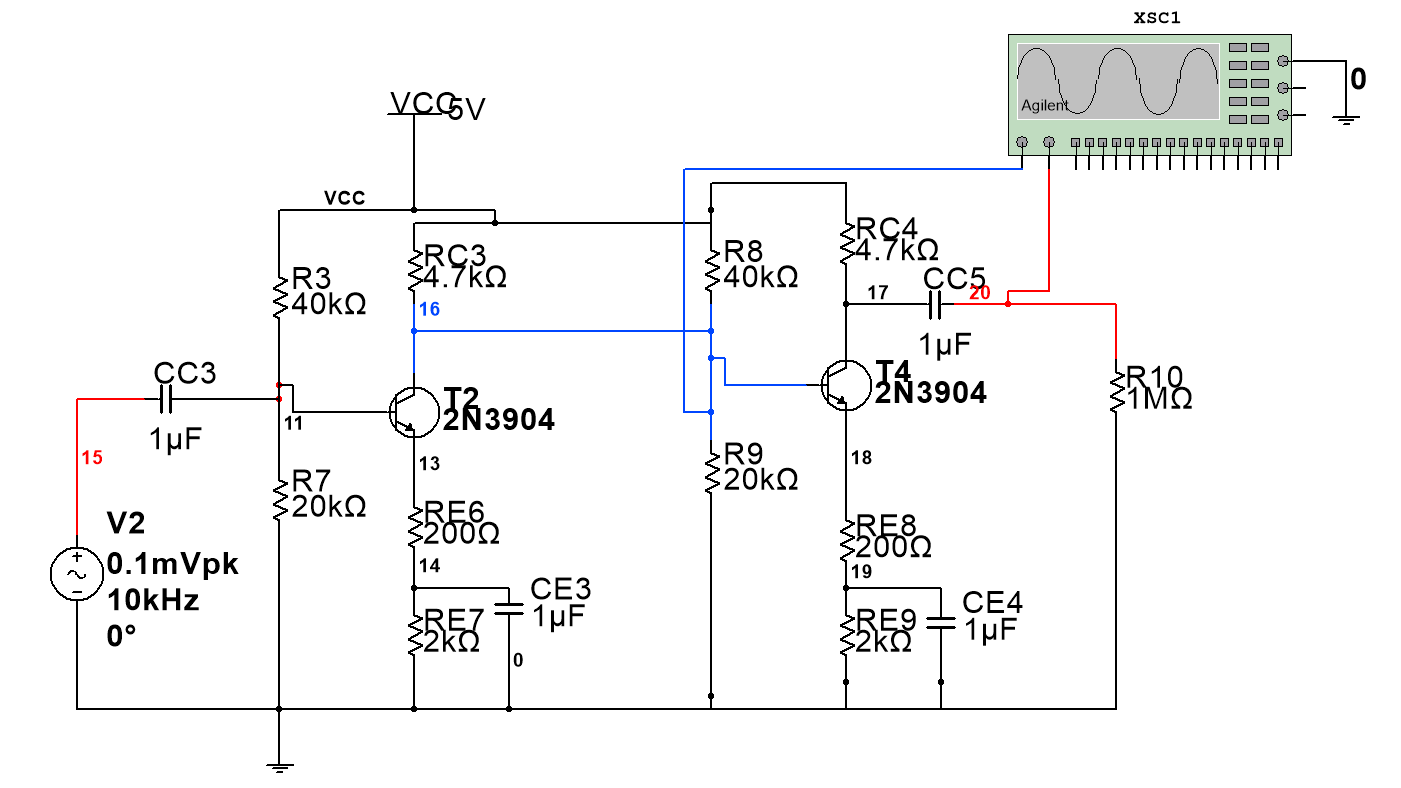 xsc1
0
Agilent
VCC
5V
VCC
R3
40kΩ
RC3
4.7kΩ
16
R8
40kΩ
RC4
4.7kΩ
17
CC5
20
1µF
CC3
1µF
11
T2
2N3904
T4
2N3904
R10
1MΩ
15
13
18
R7
20kΩ
R9
20kΩ
V2
0.1mVpk
10kHz
0°
RE6
200Ω
14
RE8
200Ω
19
CE3
1µF
RE7
2kΩ
0
CE4
1µF
RE9
2kΩ